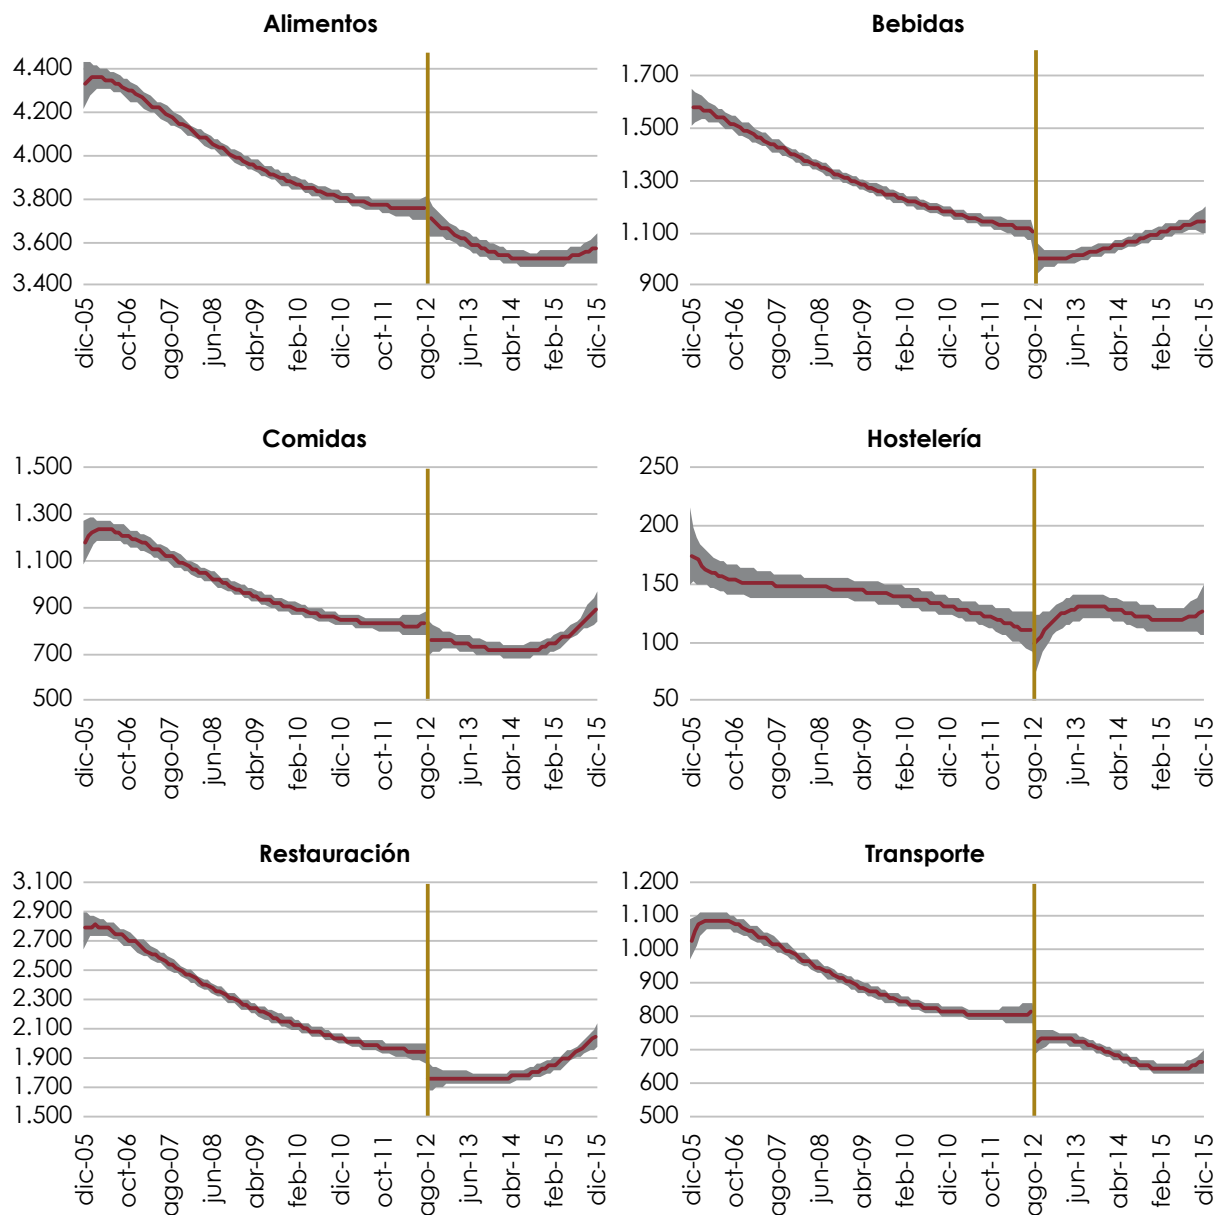 Alimentos
4.400
4.200
4.000
3.800
3.600
3.400
dic-05
oct-06
ago-07
jun-08
abr-09
feb-10
dic-10
oct-11
ago-12
jun-13
abr-14
feb-15
dic-15
Bebidas
1.700
1.500
1.300
1.100
900
dic-05
oct-06
ago-07
jun-08
abr-09
feb-10
dic-10
oct-11
ago-12
jun-13
abr-14
feb-15
dic-15
Comidas
1.500
1.300
1.100
900
700
500
dic-05
oct-06
ago-07
jun-08
abr-09
feb-10
dic-10
oct-11
ago-12
jun-13
abr-14
feb-15
dic-15
Hostelería
250
200
150
100
50
dic-05
oct-06
ago-07
jun-08
abr-09
feb-10
dic-10
oct-11
ago-12
jun-13
abr-14
feb-15
dic-15
Restauración
3.100
2.900
2.700
2.500
2.300
2.100
1.900
1.700
1.500
dic-05
oct-06
ago-07
jun-08
abr-09
feb-10
dic-10
oct-11
ago-12
jun-13
abr-14
feb-15
dic-15
Transporte
1.200
1.100
1.000
900
800
700
600
500
dic-05
oct-06
ago-07
jun-08
abr-09
feb-10
dic-10
oct-11
ago-12
jun-13
abr-14
feb-15
dic-15